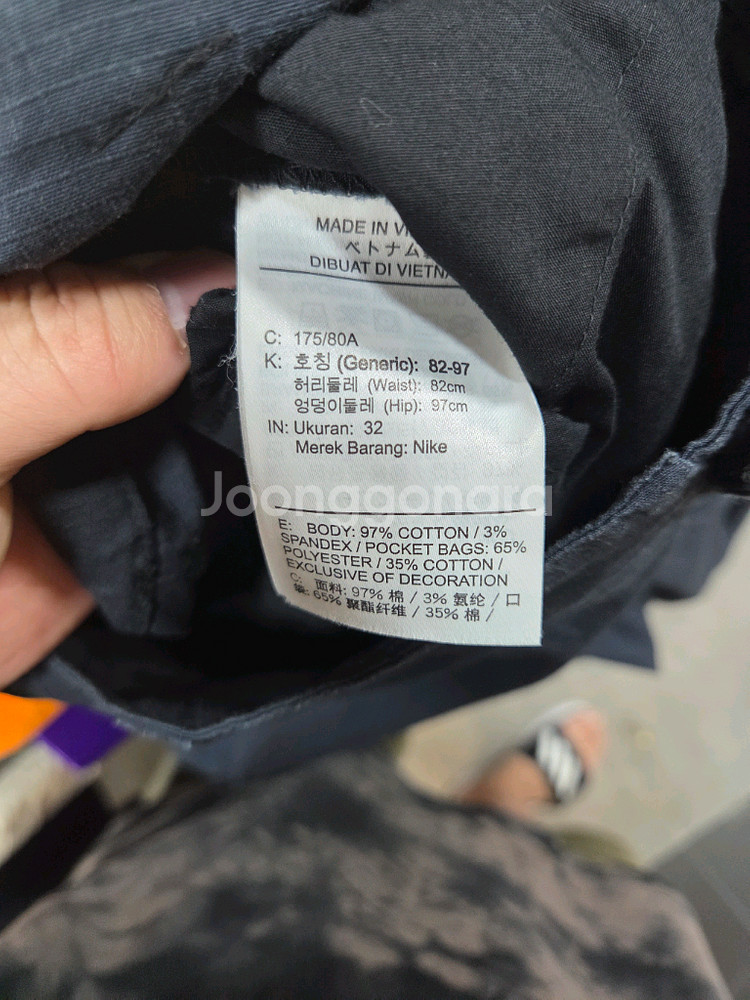 MADE IN VI
ベトナム
DIBUAT DI VIETNA
C: 175/80A
K: 호칭 (Generic): 82-97
허리둘레 (Waist): 82cm
엉덩이둘레 (Hip): 97cm
IN: Ukuran: 32
Merek Barang: Nike
Joonggonara
E: BODY: 97% COTTON / 3%
SPANDEX / POCKET BAGS: 65%
POLYESTER / 35% COTTON /
EXCLUSIVE OF DECORATION
C: 面料: 97% 棉 / 3% 氨纶 / 口
袋: 65% 聚酯纤维 / 35% 棉 /